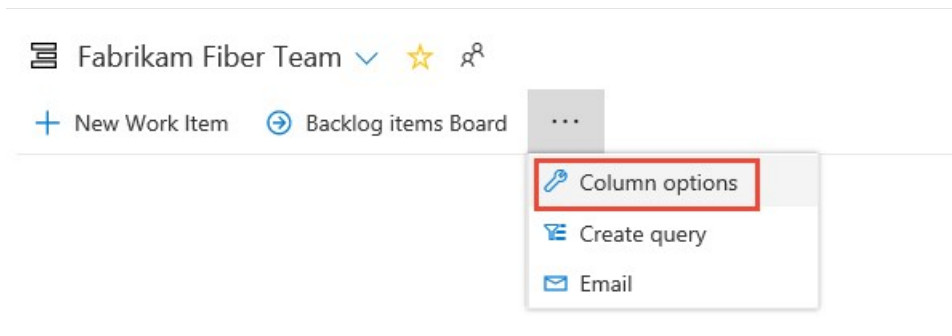 Fabrikam Fiber Team
New Work Item Backlog items Board ...
Column options
Create query
Email